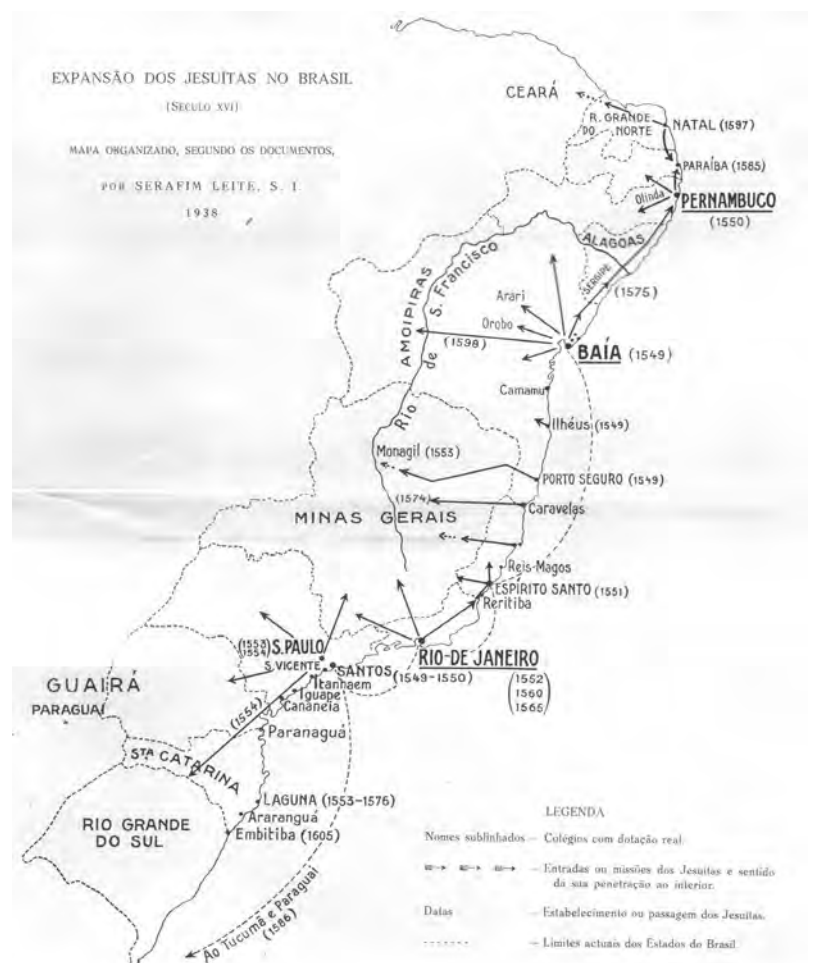 EXPANSÃO DOS JESUÍTAS NO BRASIL
(SÉCULO XVI)
MAPA ORGANIZADO, SEGUNDO OS DOCUMENTOS,
POR SERAFIM LEITE, S. I.
1938
CEARÁ
R. GRANDE
DO NORTE
NATAL (1597)
PARAÍBA (1585)
Olinda
PERNAMBUCO
(1550)
ALAGOAS
SERGIPE
(1575)
AMOIPIRAS
Rio de S. Francisco
Arari
Orobo
(1598)
BAÍA (1549)
Camamu
Ilhéus (1549)
Monagil (1553)
PORTO SEGURO (1549)
(1574)
Caravelas
MINAS GERAIS
Reis-Magos
ESPÍRITO SANTO (1551)
Reritiba
(1553
1554)
S. PAULO
S. VICENTE
SANTOS
(1549-1550)
RIO-DE JANEIRO
(1552
1560
1565)
Itanhaem
Iguape
Cananéia
(1554)
GUAIRÁ
PARAGUAI
Paranaguá
STA CATARINA
LAGUNA (1553-1576)
Araranguá
Embitiba (1605)
RIO GRANDE
DO SUL
Ao Tucumã e Paraguai
(1586)
LEGENDA
Nomes sublinhados — Colégios com dotação real.
— Entradas ou missões dos Jesuítas e sentido
da sua penetração ao interior.
Datas — Estabelecimento ou passagem dos Jesuítas.
— Limites actuais dos Estados do Brasil.